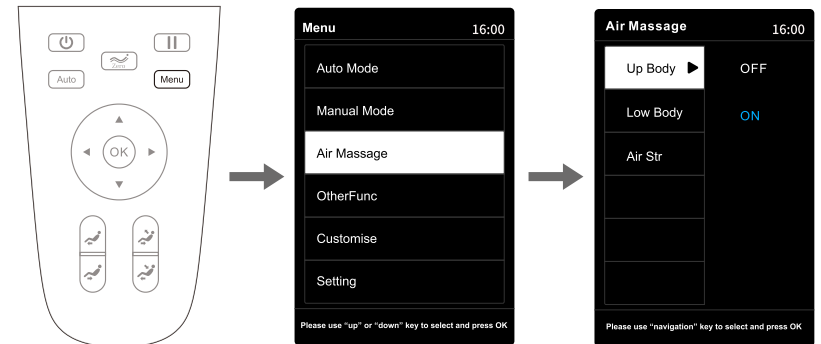 Zero
Auto
Menu
OK
Menu 16:00
Auto Mode
Manual Mode
Air Massage
OtherFunc
Customise
Setting
Please use “up” or “down” key to select and press OK
Air Massage 16:00
Up Body OFF
Low Body ON
Air Str
Please use “navigation” key to select and press OK